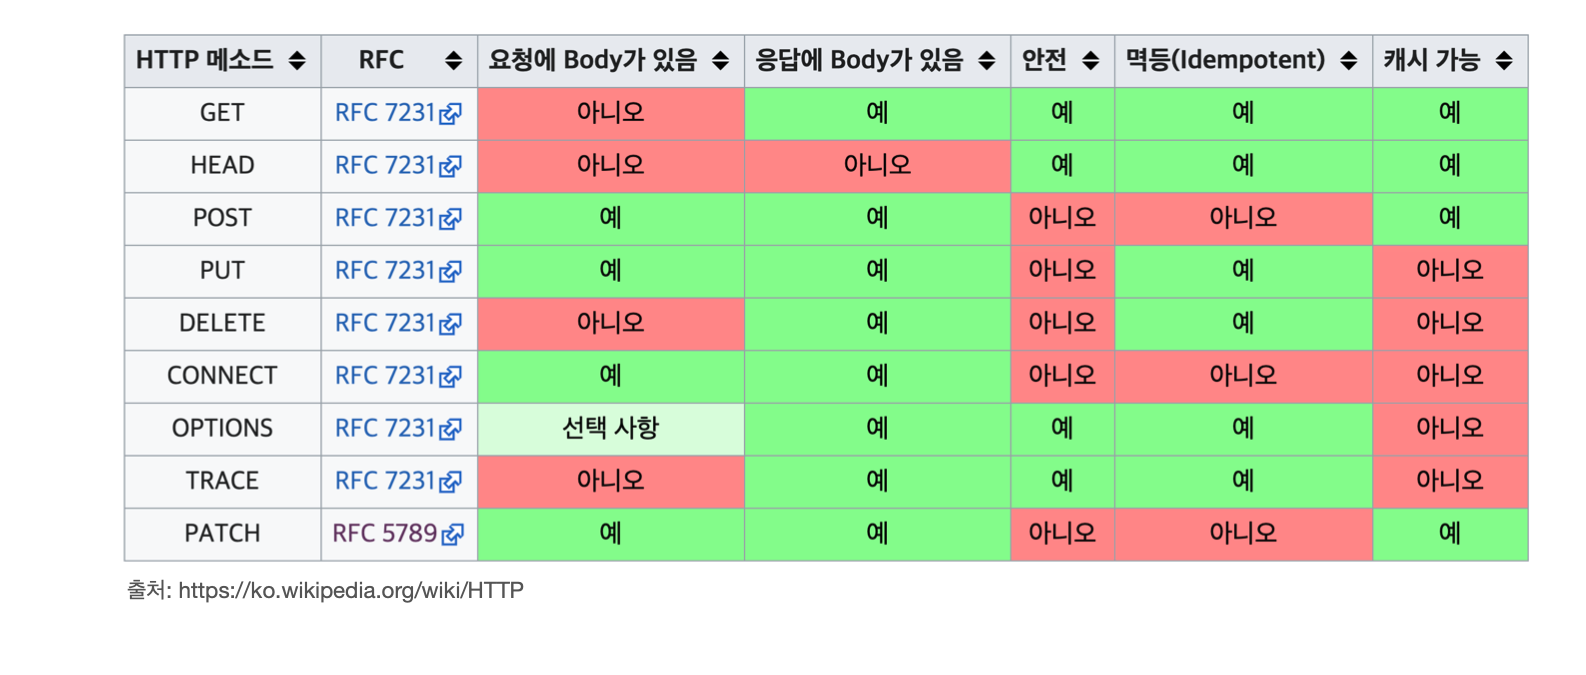 HTTP 메소드 RFC 요청에 Body가 있음 응답에 Body가 있음 안전 멱등(Idempotent) 캐시 가능
GET RFC 7231 아니오 예 예 예 예
HEAD RFC 7231 아니오 아니오 예 예 예
POST RFC 7231 예 예 아니오 아니오 예
PUT RFC 7231 예 예 아니오 예 아니오
DELETE RFC 7231 아니오 예 아니오 예 아니오
CONNECT RFC 7231 예 예 아니오 아니오 아니오
OPTIONS RFC 7231 선택 사항 예 예 예 아니오
TRACE RFC 7231 아니오 예 예 예 아니오
PATCH RFC 5789 예 예 아니오 아니오 예
출처: https://ko.wikipedia.org/wiki/HTTP